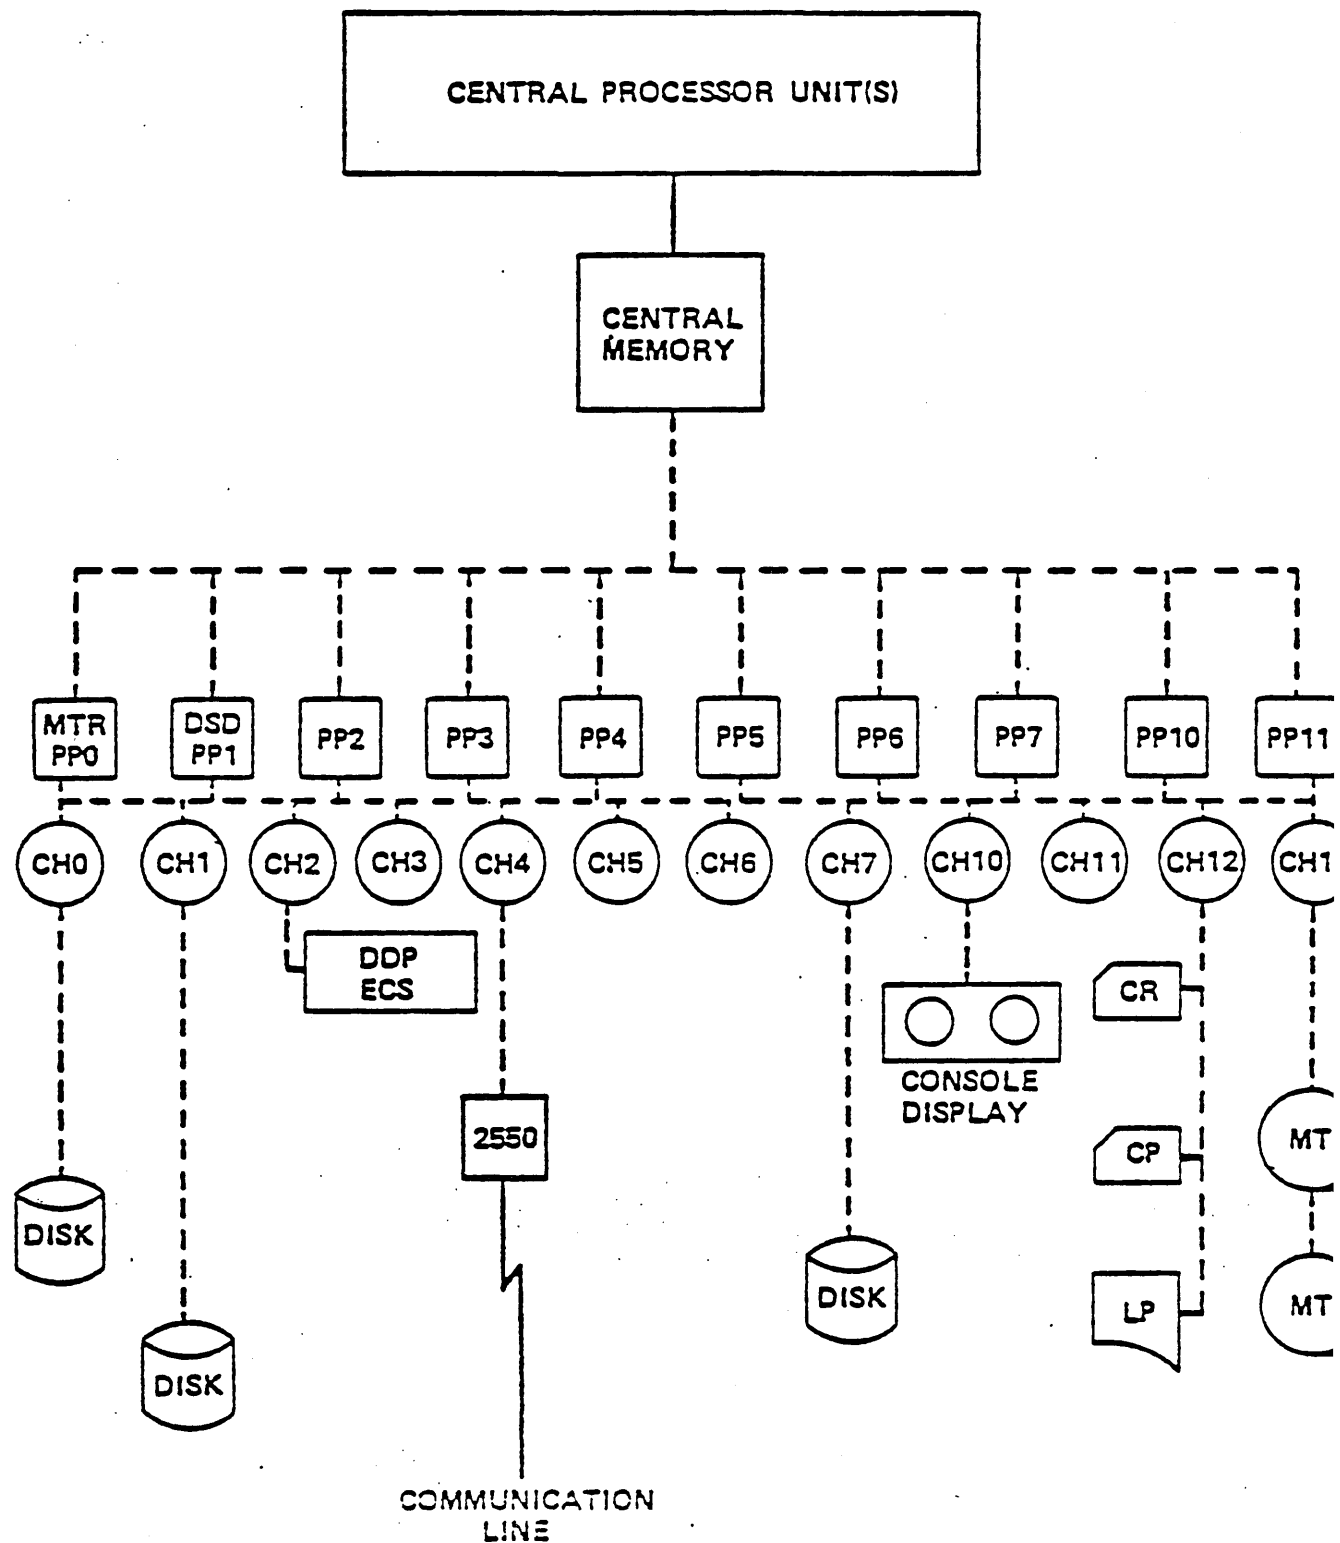 CENTRAL PROCESSOR UNIT(S)
CENTRAL
MEMORY
MTR
PP0
DSD
PP1
PP2
PP3
PP4
PP5
PP6
PP7
PP10
PP11
CH0
CH1
CH2
CH3
CH4
CH5
CH6
CH7
CH10
CH11
CH12
CH1
DDP
ECS
CR
CONSOLE
DISPLAY
2550
CP
MT
DISK
DISK
LP
MT
DISK
COMMUNICATION
LINE